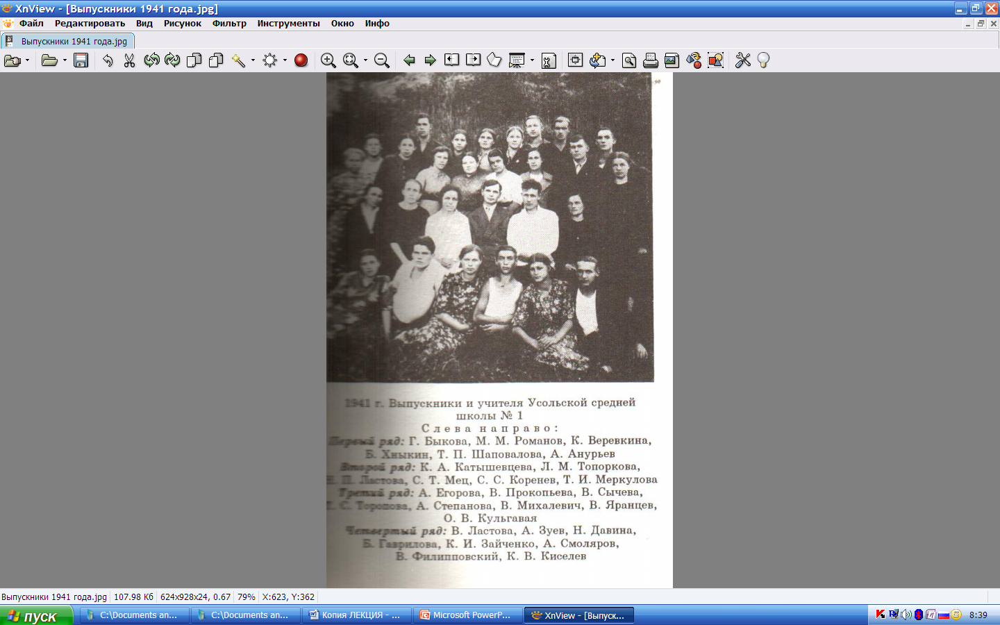 XnView - [Выпускники 1941 года.jpg]
Файл Редактировать Вид Рисунок Фильтр Инструменты Окно Инфо
Выпускники 1941 года.jpg
1941 г. Выпускники и учителя Усольской средней
школы № 1
Слева направо:
Первый ряд: Г. Быкова, М. М. Романов, К. Веревкина,
Б. Хныкин, Т. П. Шаповалова, А. Анурьев
Второй ряд: К. А. Катышевцева, Л. М. Топоркова,
П. Ластова, С. Т. Мец, С. С. Коренев, Т. И. Меркулова
Третий ряд: А. Егорова, В. Прокопьева, В. Сычева,
С. Торопова, А. Степанова, В. Михалевич, В. Яранцев,
О. В. Кульгавая
Четвертый ряд: В. Ластова, А. Зуев, Н. Давина,
Б. Гаврилова, К. И. Зайченко, А. Смоляров,
В. Филипповский, К. В. Киселев
Выпускники 1941 года.jpg 107.98 Кб 624x928x24, 0.67 79% X:623, Y:362
пуск C:\Documents an... C:\Documents an... Копия ЛЕКЦИЯ - ... Microsoft PowerP... XnView - [Выпуск... 8:39